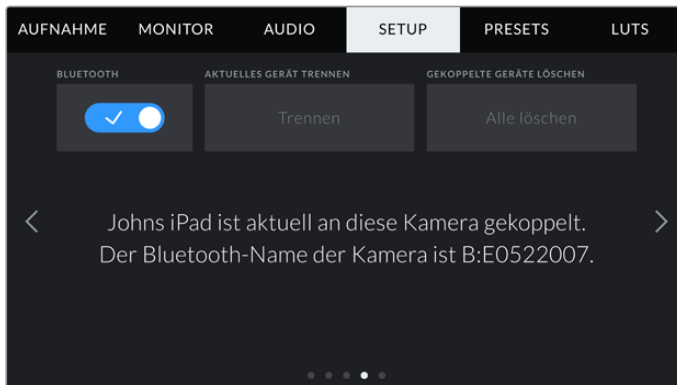 AUFNAHME MONITOR AUDIO SETUP PRESETS LUTS
BLUETOOTH AKTUELLES GERÄT TRENNEN GEKOPPELTE GERÄTE LÖSCHEN
Trennen Alle löschen
Johns iPad ist aktuell an diese Kamera gekoppelt.
Der Bluetooth-Name der Kamera ist B:E0522007.